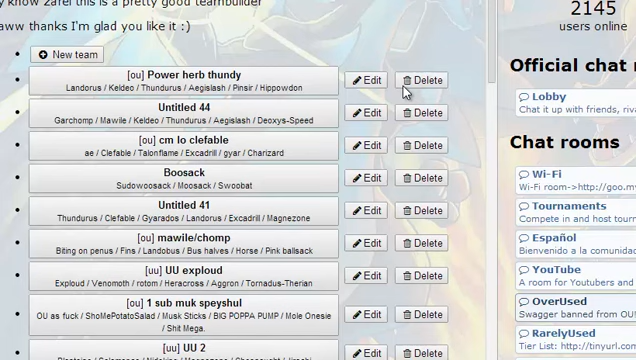 y know Zarel this is a pretty good teambuilder
aww thanks I'm glad you like it :)
New team
[ou] Power herb thundy
Landorus / Keldeo / Thundurus / Aegislash / Pinsir / Hippowdon
Edit
Delete
Untitled 44
Garchomp / Mawile / Keldeo / Thundurus / Aegislash / Deoxys-Speed
Edit
Delete
[ou] cm lo clefable
ae / Clefable / Talonflame / Excadrill / gyar / Charizard
Edit
Delete
Boosack
Sudowoosack / Moosack / Swoobat
Edit
Delete
Untitled 41
Thundurus / Clefable / Gyarados / Landorus / Excadrill / Magnezone
Edit
Delete
[ou] mawile/chomp
Biting on penus / Fins / Landobus / Bus halves / Horse / Pink ballsack
Edit
Delete
[uu] UU exploud
Exploud / Venomoth / rotom / Heracross / Aggron / Tornadus-Therian
Edit
Delete
[ou] 1 sub muk speyshul
OU as fuck / ShoMePotatoSalad / Musk Sticks / BIG POPPA PUMP / Mole Onesie
/ Shit Mega.
Edit
Delete
[uu] UU 2
Edit
Delete
2145
users online
Official chat
Lobby
Chat up with friends, riva
Chat rooms
Wi-Fi
Wi-Fi room->http://goo.m
Tournaments
Compete in and host tour
Español
Bienvenido a la comunida
YouTube
A room for Youtubers and
OverUsed
Swagger banned from OU!
RarelyUsed
Tier List: http://tinyurl.com